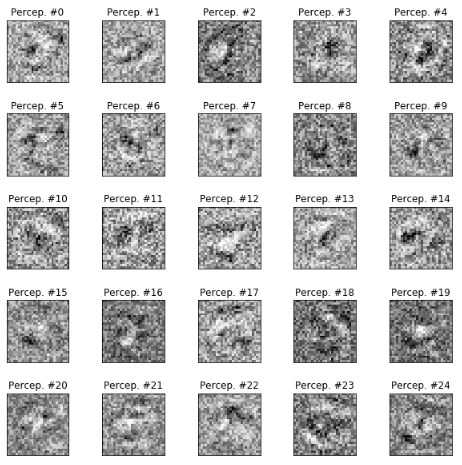 Percep. #0 Percep. #1 Percep. #2 Percep. #3 Percep. #4
Percep. #5 Percep. #6 Percep. #7 Percep. #8 Percep. #9
Percep. #10 Percep. #11 Percep. #12 Percep. #13 Percep. #14
Percep. #15 Percep. #16 Percep. #17 Percep. #18 Percep. #19
Percep. #20 Percep. #21 Percep. #22 Percep. #23 Percep. #24